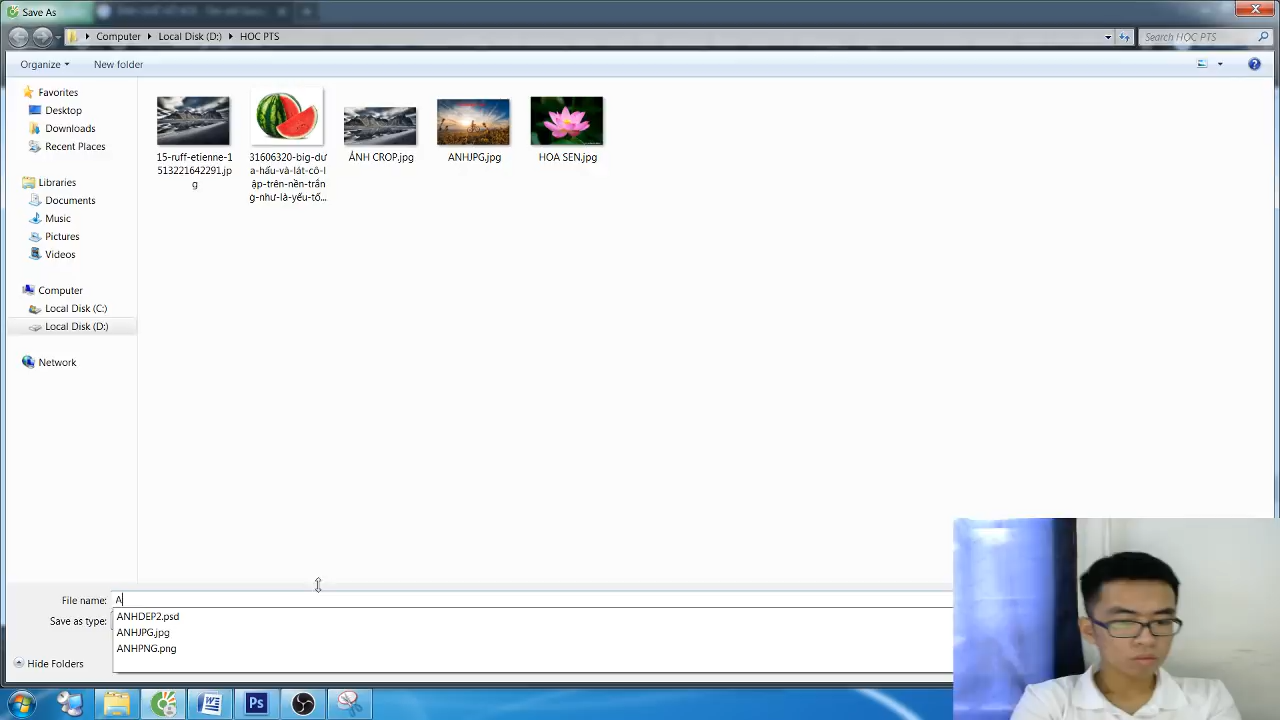 Save As
Computer
Local Disk (D:)
HOC PTS
Search HOC PTS
Organize
New folder
Favorites
Desktop
Downloads
Recent Places
Libraries
Documents
Music
Pictures
Videos
Computer
Local Disk (C:)
Local Disk (D:)
Network
15-ruff-etienne-1
513221642291.jp
g
31606320-big-dư
a-hấu-và-lát-cô-l
ập-trên-nền-trắn
g-như-là-yếu-tố...
ẢNH CROP.jpg
ANHJPG.jpg
HOA SEN.jpg
File name:
A
Save as type:
ANHDEP2.psd
ANHJPG.jpg
ANHPNG.png
Hide Folders
Ps